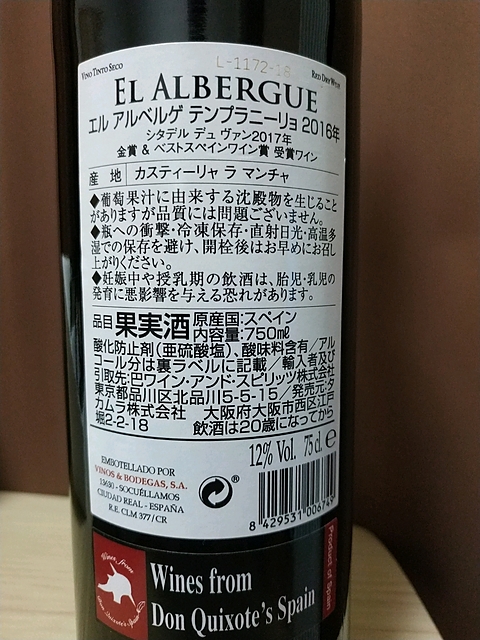 L-1172-18
VINO TINTO SECO
RED DRY WINE
EL ALBERGUE
エル アルベルゲ テンプラニーリョ 2016年
シタデル デュ ヴァン2017年
金賞 & ベストスペインワイン賞 受賞ワイン
産 地 カスティーリャ ラ マンチャ
◆葡萄果汁に由来する沈殿物を生じること
がありますが品質には問題ございません。
◆瓶への衝撃・冷凍保存・直射日光・高温多
湿での保存を避け、開栓後はお早めにお召し
上がりください。
◆妊娠中や授乳期の飲酒は、胎児・乳児の
発育に悪影響を与える恐れがあります。
品目 果実酒 原産国:スペイン
内容量:750mℓ
酸化防止剤(亜硫酸塩)、酸味料含有/アル
コール分は裏ラベルに記載/輸入者及び
引取先:巴ワイン・アンド・スピリッツ株式会社
東京都品川区北品川5-5-15/発売元:タ
カムラ株式会社 大阪府大阪市西区江戸
堀2-2-18 飲酒は20歳になってから
12% Vol. 75 cl. e
EMBOTELLADO POR
VINOS & BODEGAS, S.A.
13630 - SOCUÉLLAMOS
CIUDAD REAL - ESPAÑA
R.E. CLM 377/CR
®
8 429531 006745
Product of Spain
Wines from
Don Quixote's Spain
Wines from
Don Quixote's Spain